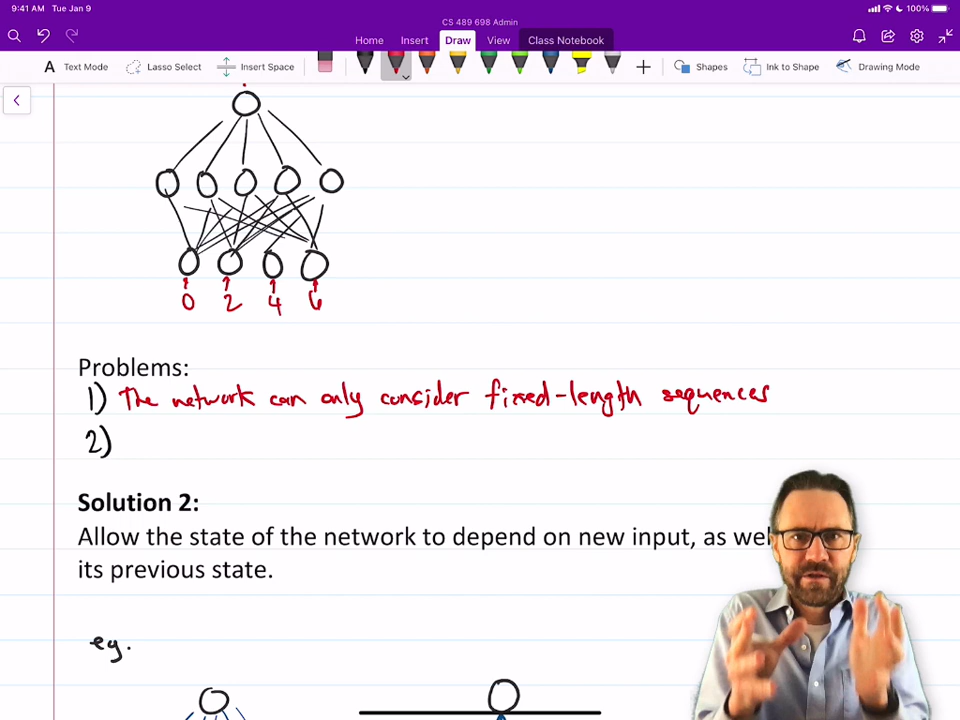 9:41 AM Tue Jan 9
100%
CS 489 698 Admin
Home Insert Draw View Class Notebook
A Text Mode Lasso Select Insert Space Shapes Ink to Shape Drawing Mode
0 2 4 6
Problems:
1) The network can only consider fixed-length sequences
2)
Solution 2:
Allow the state of the network to depend on new input, as
its previous state.
eg.